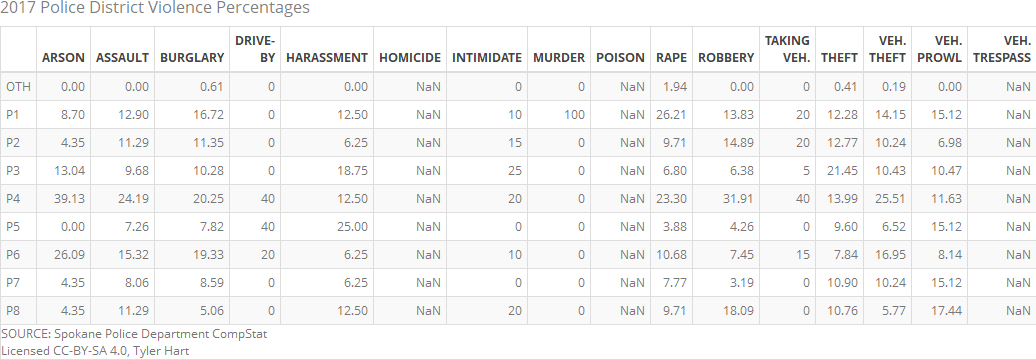 2017 Police District Violence Percentages
ARSON ASSAULT BURGLARY DRIVE-BY HARASSMENT HOMICIDE INTIMIDATE MURDER POISON RAPE ROBBERY TAKING VEH. THEFT VEH. THEFT VEH. PROWL VEH. TRESPASS
OTH 0.00 0.00 0.61 0 0.00 NaN 0 0 NaN 1.94 0.00 0 0.41 0.19 0.00 NaN
P1 8.70 12.90 16.72 0 12.50 NaN 10 100 NaN 26.21 13.83 20 12.28 14.15 15.12 NaN
P2 4.35 11.29 11.35 0 6.25 NaN 15 0 NaN 9.71 14.89 20 12.77 10.24 6.98 NaN
P3 13.04 9.68 10.28 0 18.75 NaN 25 0 NaN 6.80 6.38 5 21.45 10.43 10.47 NaN
P4 39.13 24.19 20.25 40 12.50 NaN 20 0 NaN 23.30 31.91 40 13.99 25.51 11.63 NaN
P5 0.00 7.26 7.82 40 25.00 NaN 0 0 NaN 3.88 4.26 0 9.60 6.52 15.12 NaN
P6 26.09 15.32 19.33 20 6.25 NaN 10 0 NaN 10.68 7.45 15 7.84 16.95 8.14 NaN
P7 4.35 8.06 8.59 0 6.25 NaN 0 0 NaN 7.77 3.19 0 10.90 10.24 15.12 NaN
P8 4.35 11.29 5.06 0 12.50 NaN 20 0 NaN 9.71 18.09 0 10.76 5.77 17.44 NaN
SOURCE: Spokane Police Department CompStat
Licensed CC-BY-SA 4.0, Tyler Hart